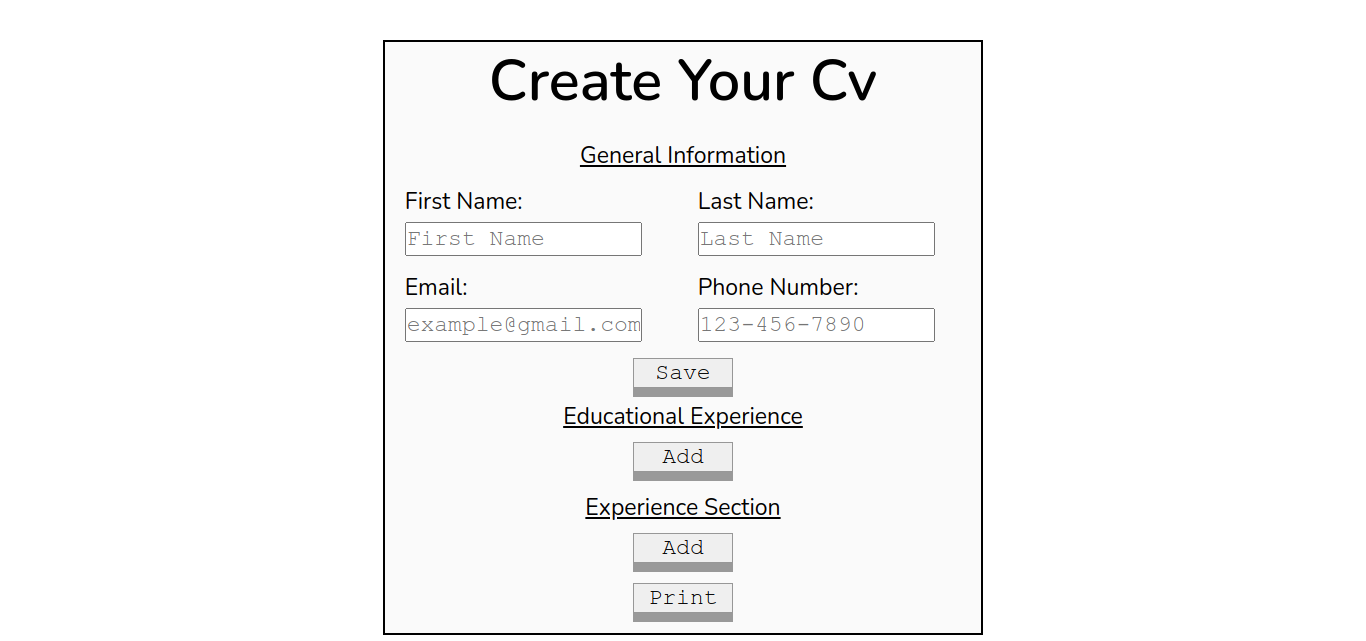 Create Your Cv
General Information
First Name: Last Name:
First Name Last Name
Email: Phone Number:
example@gmail.com 123-456-7890
Save
Educational Experience
Add
Experience Section
Add
Print